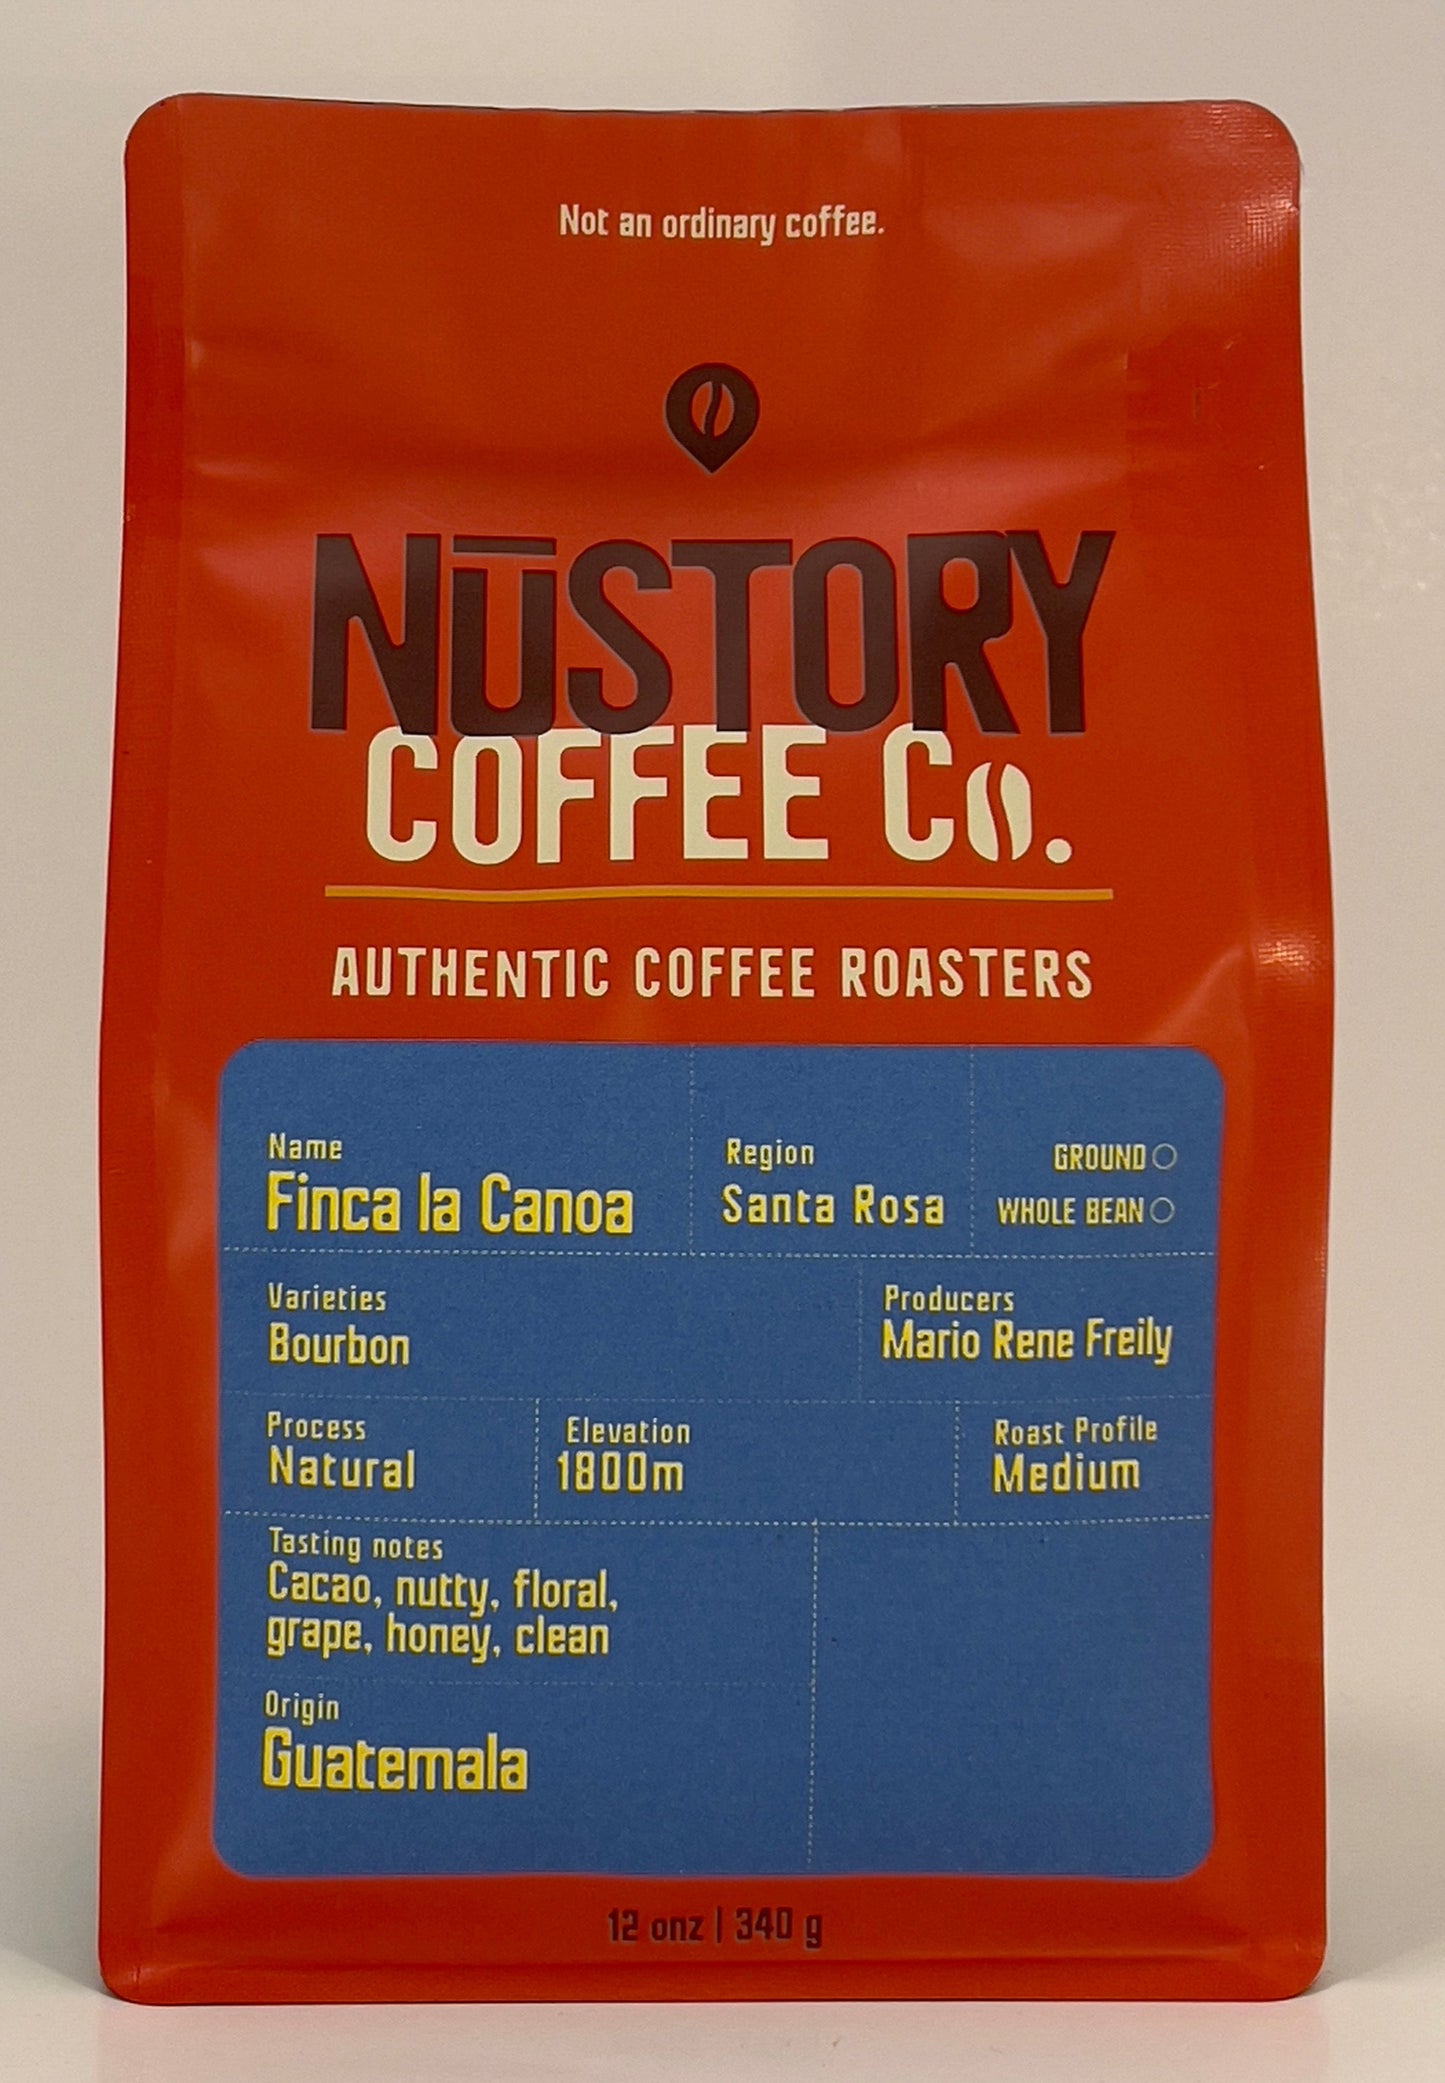 Not an ordinary coffee.
NŪSTORY
COFFEE Co.
AUTHENTIC COFFEE ROASTERS
Name
Finca la Canoa
Region
Santa Rosa
GROUND
WHOLE BEAN
Varieties
Bourbon
Producers
Mario Rene Freily
Process
Natural
Elevation
1800m
Roast Profile
Medium
Tasting notes
Cacao, nutty, floral,
grape, honey, clean
Origin
Guatemala
12 onz | 340 g